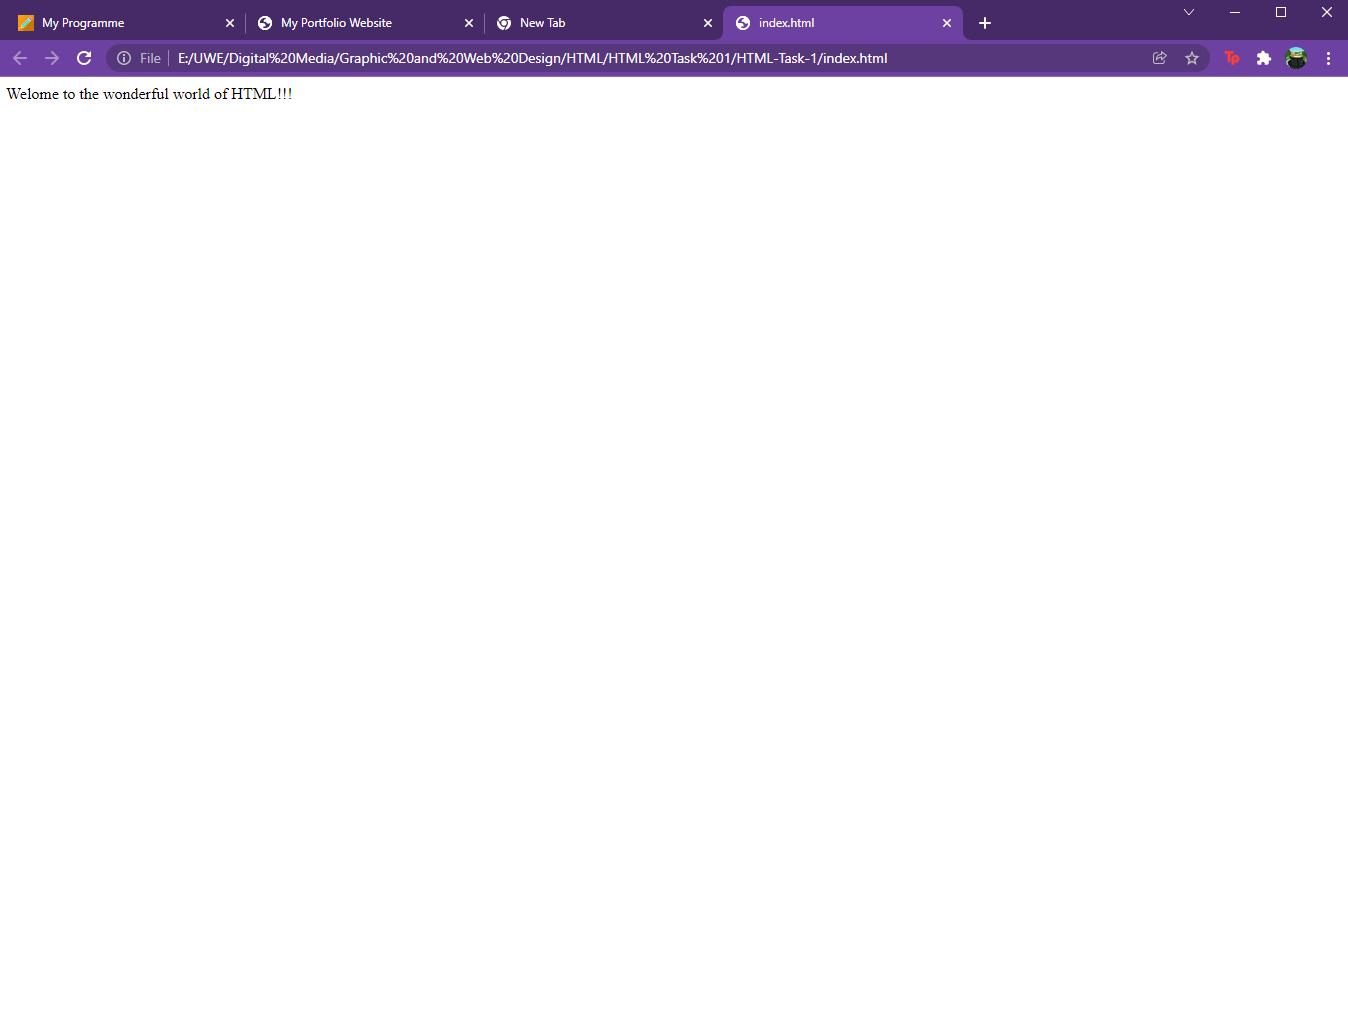 My Programme
My Portfolio Website
New Tab
index.html
File
E:/UWE/Digital%20Media/Graphic%20and%20Web%20Design/HTML/HTML%20Task%201/HTML-Task-1/index.html
Tp
Welome to the wonderful world of HTML!!!